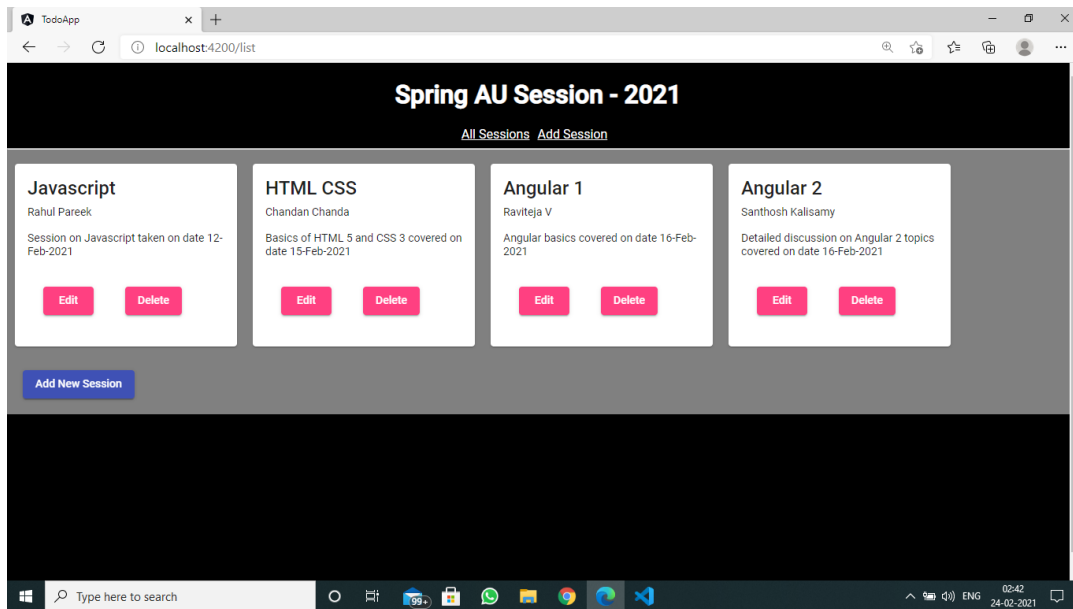 TodoApp
localhost:4200/list
Spring AU Session - 2021
All Sessions Add Session
Javascript
Rahul Pareek
Session on Javascript taken on date 12-
Feb-2021
Edit Delete
HTML CSS
Chandan Chanda
Basics of HTML 5 and CSS 3 covered on
date 15-Feb-2021
Edit Delete
Angular 1
Raviteja V
Angular basics covered on date 16-Feb-
2021
Edit Delete
Angular 2
Santhosh Kalisamy
Detailed discussion on Angular 2 topics
covered on date 16-Feb-2021
Edit Delete
Add New Session
Type here to search
99+
ENG
02:42
24-02-2021